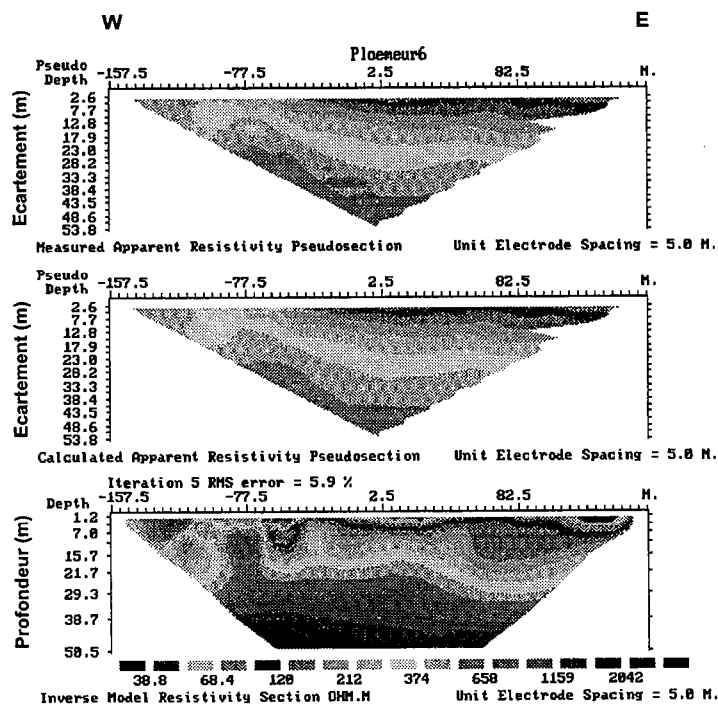 W E
Ploemeur6
Pseudo
Depth -157.5 -77.5 2.5 82.5 M.
Ecartement (m)
2.6
7.7
12.8
17.9
23.0
28.2
33.3
38.4
43.5
48.6
53.8
Measured Apparent Resistivity Pseudosection Unit Electrode Spacing = 5.0 M.
Pseudo
Depth -157.5 -77.5 2.5 82.5 M.
Ecartement (m)
2.6
7.7
12.8
17.9
23.0
28.2
33.3
38.4
43.5
48.6
53.8
Calculated Apparent Resistivity Pseudosection Unit Electrode Spacing = 5.0 M.
Iteration 5 RMS error = 5.9 %
Depth -157.5 -77.5 2.5 82.5 M.
Profondeur (m)
1.2
7.0
15.7
21.7
29.3
38.7
50.5
38.8 68.4 120 212 374 658 1159 2042
Inverse Model Resistivity Section OHM.M Unit Electrode Spacing = 5.0 M.